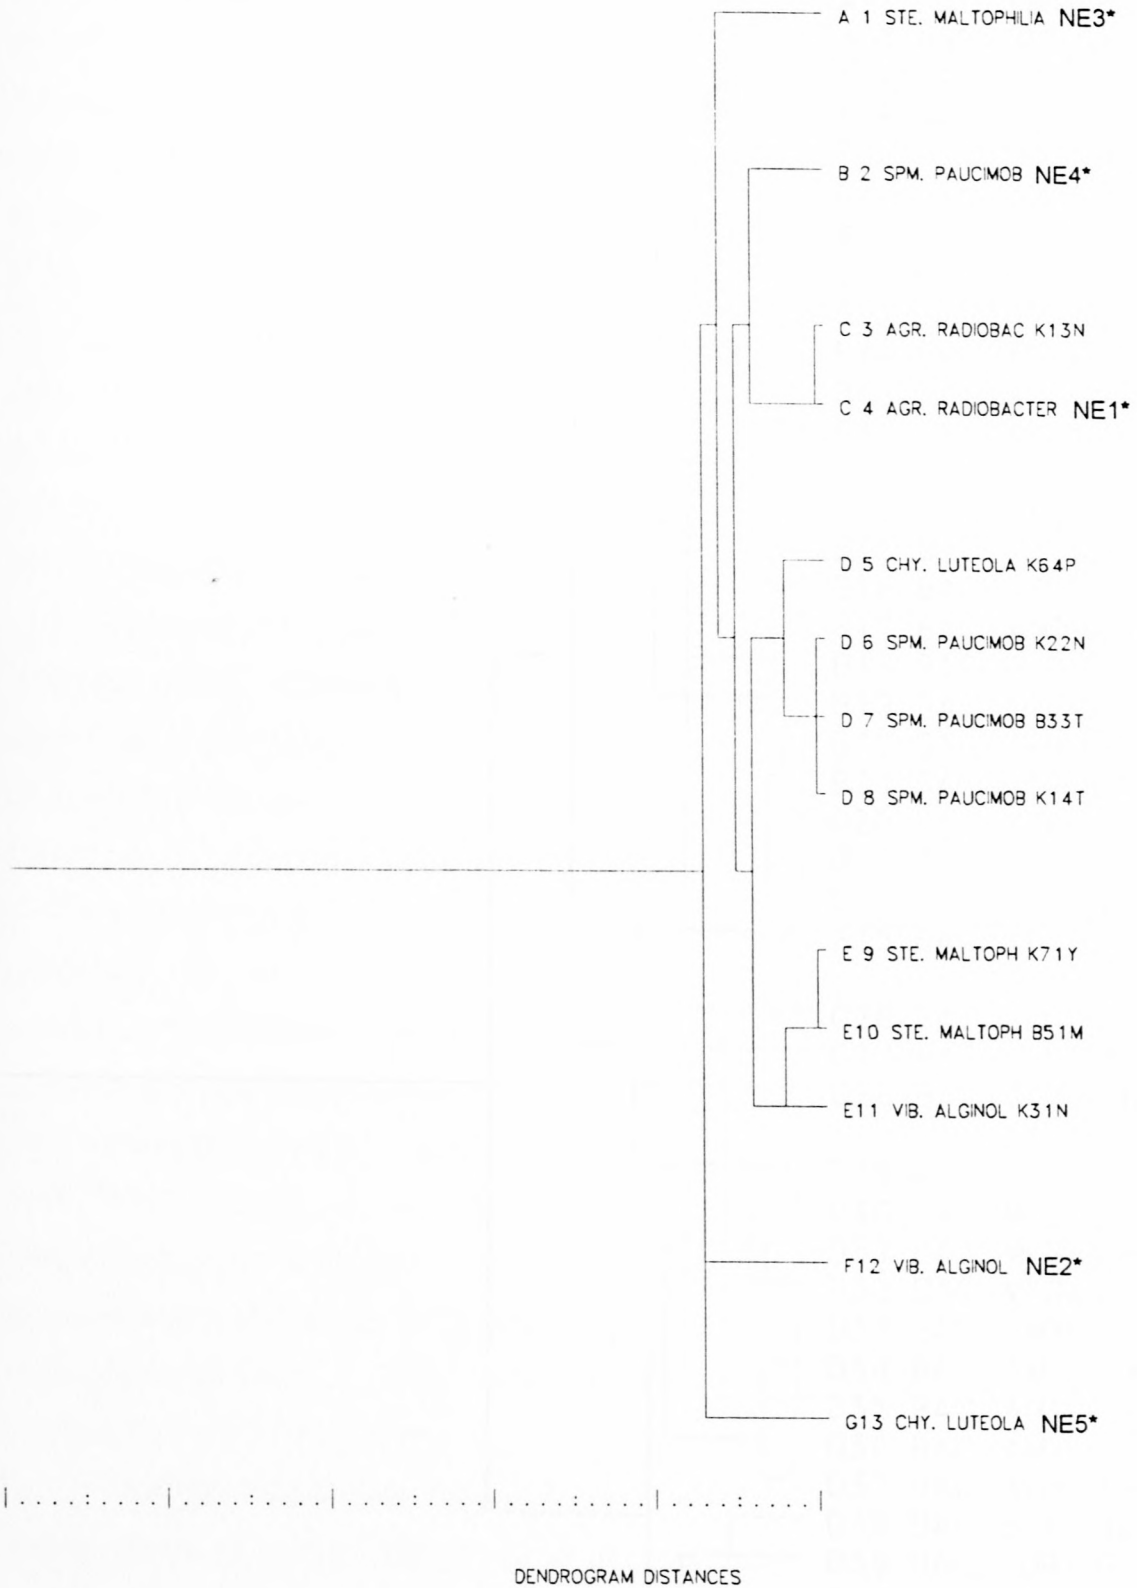 A 1 STE. MALTOPHILIA NE3*
B 2 SPM. PAUCIMOB NE4*
C 3 AGR. RADIOBAC K13N
C 4 AGR. RADIOBACTER NE1*
D 5 CHY. LUTEOLA K64P
D 6 SPM. PAUCIMOB K22N
D 7 SPM. PAUCIMOB B33T
D 8 SPM. PAUCIMOB K14T
E 9 STE. MALTOPH K71Y
E10 STE. MALTOPH B51M
E11 VIB. ALGINOL K31N
F12 VIB. ALGINOL NE2*
G13 CHY. LUTEOLA NE5*
DENDROGRAM DISTANCES